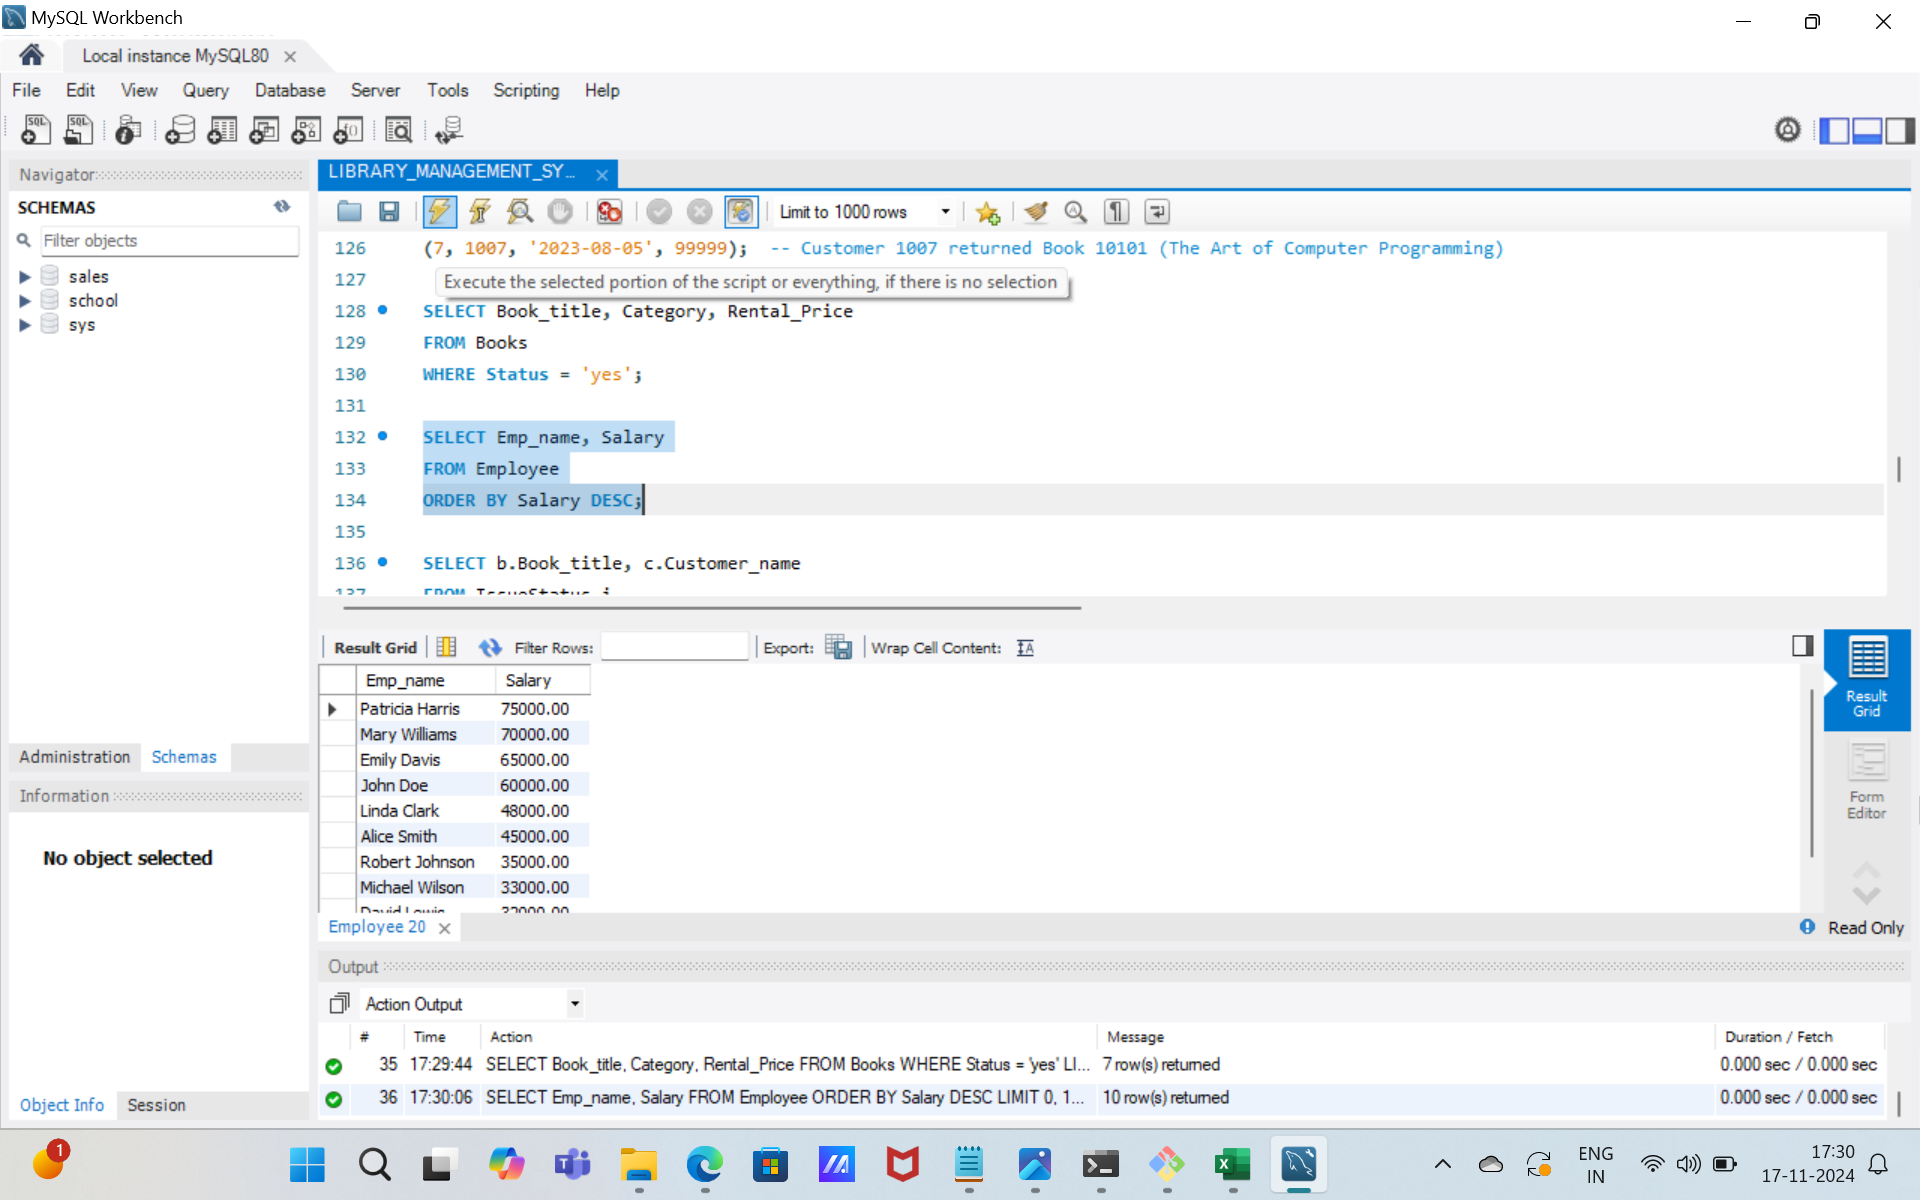 MySQL Workbench
Local instance MySQL80
File Edit View Query Database Server Tools Scripting Help
Navigator
SCHEMAS
Filter objects
sales
school
sys
Administration Schemas
Information
No object selected
Object Info Session
LIBRARY_MANAGEMENT_SY...
Limit to 1000 rows
126 (7, 1007, '2023-08-05', 99999); -- Customer 1007 returned Book 10101 (The Art of Computer Programming)
127
Execute the selected portion of the script or everything, if there is no selection
128 SELECT Book_title, Category, Rental_Price
129 FROM Books
130 WHERE Status = 'yes';
131
132 SELECT Emp_name, Salary
133 FROM Employee
134 ORDER BY Salary DESC;
135
136 SELECT b.Book_title, c.Customer_name
137 FROM IssueStatus i
Result Grid Filter Rows: Export: Wrap Cell Content:
Emp_name Salary
Patricia Harris 75000.00
Mary Williams 70000.00
Emily Davis 65000.00
John Doe 60000.00
Linda Clark 48000.00
Alice Smith 45000.00
Robert Johnson 35000.00
Michael Wilson 33000.00
David Lewis 32000.00
Result Grid
Form Editor
Employee 20
Read Only
Output
Action Output
# Time Action Message Duration / Fetch
35 17:29:44 SELECT Book_title, Category, Rental_Price FROM Books WHERE Status = 'yes' LI... 7 row(s) returned 0.000 sec / 0.000 sec
36 17:30:06 SELECT Emp_name, Salary FROM Employee ORDER BY Salary DESC LIMIT 0, 1... 10 row(s) returned 0.000 sec / 0.000 sec
1
ENG
IN
17:30
17-11-2024